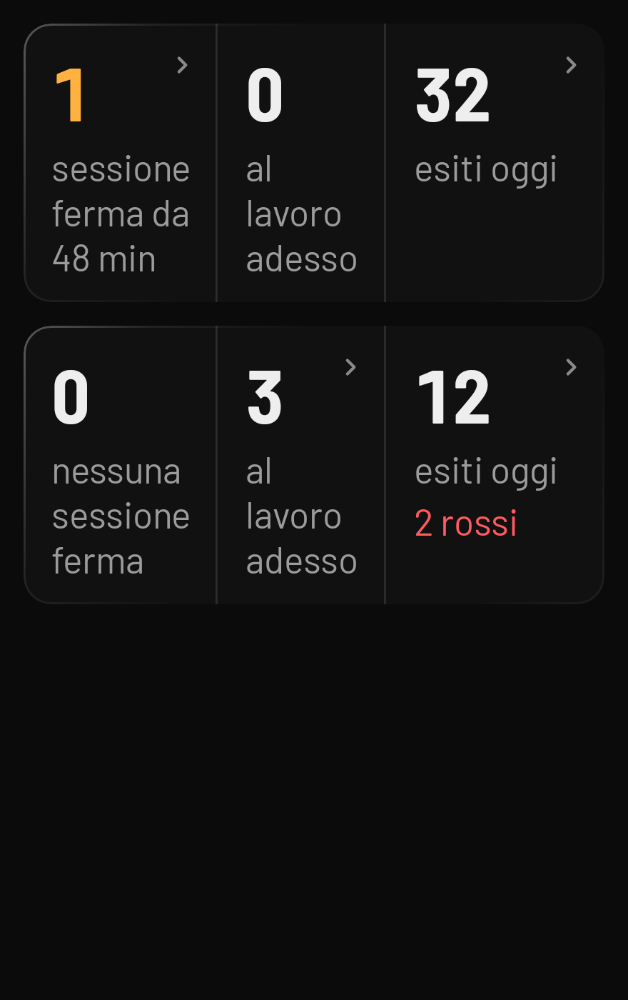 1
sessione
ferma da
48 min
0
al
lavoro
adesso
32
esiti oggi
0
nessuna
sessione
ferma
3
al
lavoro
adesso
12
esiti oggi
2 rossi